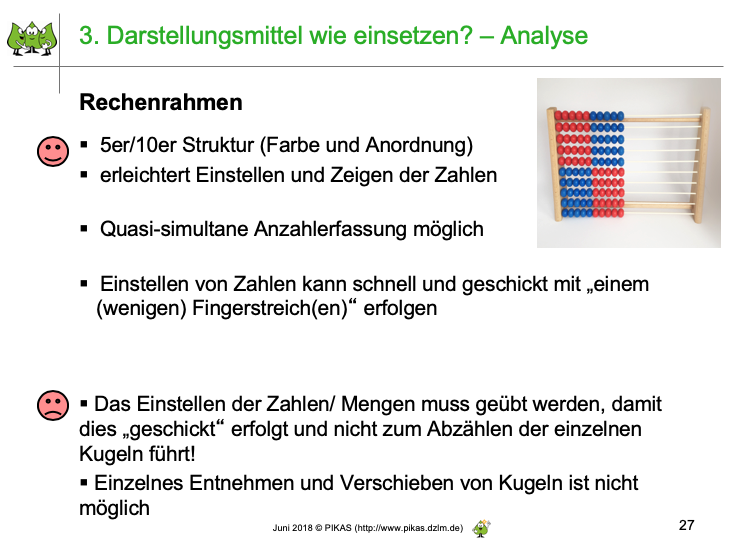 3. Darstellungsmittel wie einsetzen? – Analyse
Rechenrahmen
▪ 5er/10er Struktur (Farbe und Anordnung)
▪ erleichtert Einstellen und Zeigen der Zahlen
▪ Quasi-simultane Anzahlerfassung möglich
▪ Einstellen von Zahlen kann schnell und geschickt mit „einem
(wenigen) Fingerstreich(en)“ erfolgen
▪ Das Einstellen der Zahlen/ Mengen muss geübt werden, damit
dies „geschickt“ erfolgt und nicht zum Abzählen der einzelnen
Kugeln führt!
▪ Einzelnes Entnehmen und Verschieben von Kugeln ist nicht
möglich
Juni 2018 © PIKAS (http://www.pikas.dzlm.de)
27